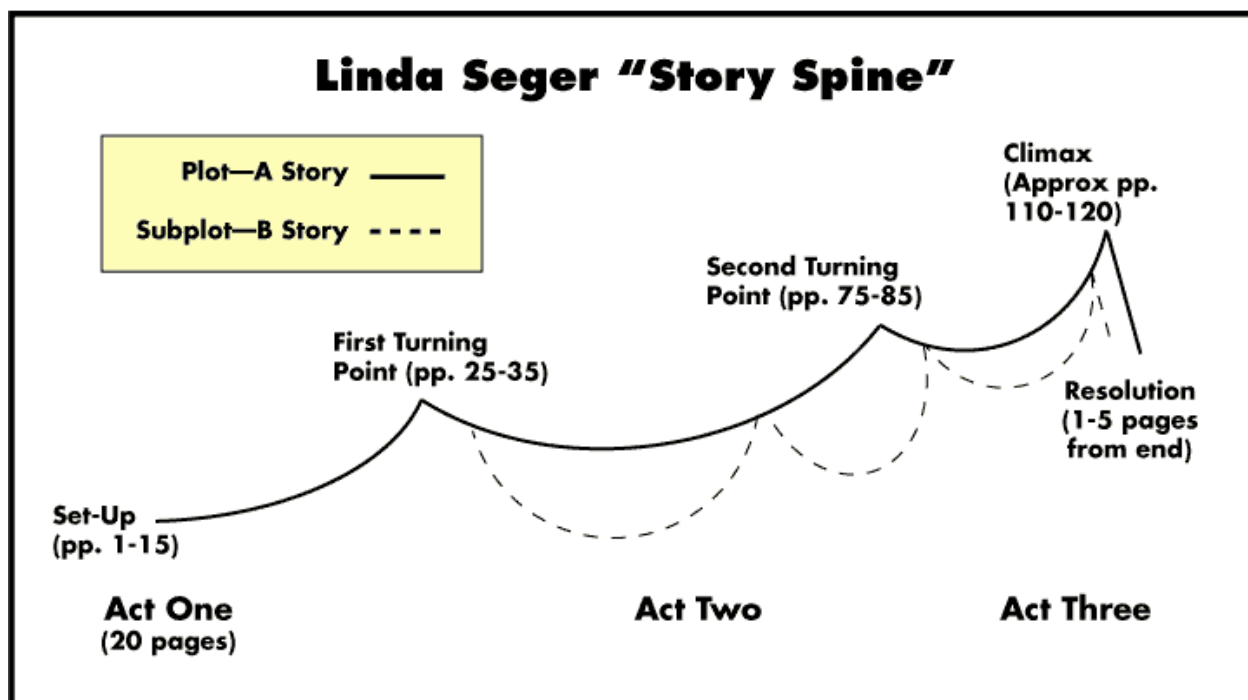 Linda Seger “Story Spine”
Plot—A Story
Subplot—B Story
Climax
(Approx pp.
110-120)
Second Turning
Point (pp. 75-85)
First Turning
Point (pp. 25-35)
Resolution
(1-5 pages
from end)
Set-Up
(pp. 1-15)
Act One
(20 pages)
Act Two
Act Three